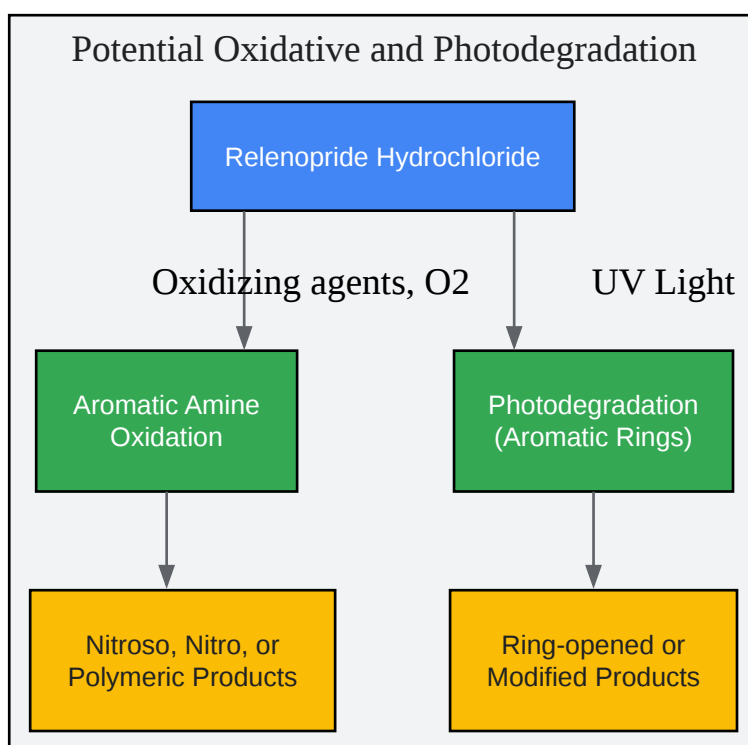 Potential Oxidative and Photodegradation
Relenopride Hydrochloride
Oxidizing agents, O2
UV Light
Aromatic Amine
Oxidation
Photodegradation
(Aromatic Rings)
Nitroso, Nitro, or
Polymeric Products
Ring-opened or
Modified Products